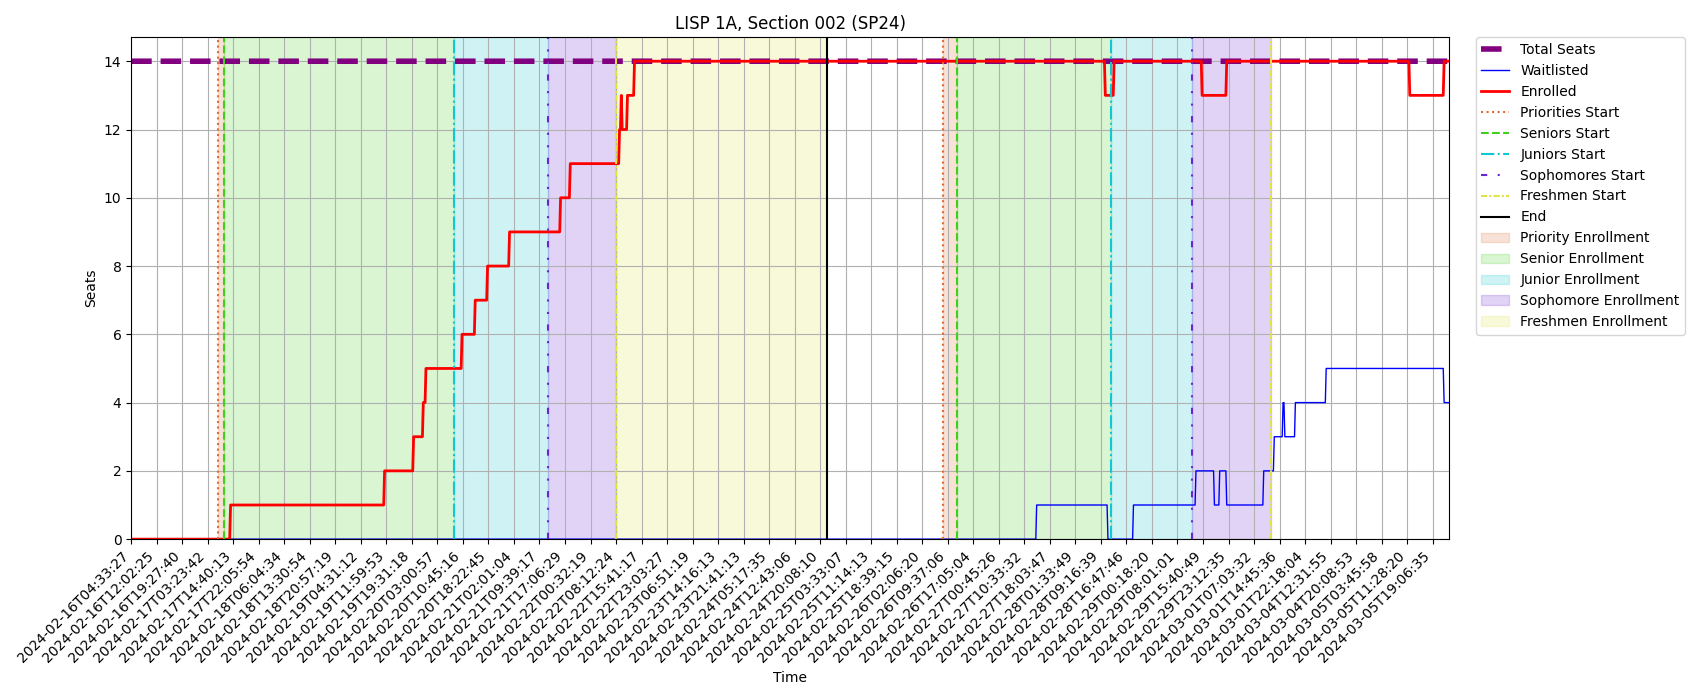 LISP 1A, Section 002 (SP24)
14
12
10
8
6
4
2
0
Seats
2024-02-16T04:33:27
2024-02-16T12:02:25
2024-02-16T19:27:40
2024-02-17T03:23:42
2024-02-17T14:40:13
2024-02-17T22:05:54
2024-02-18T06:04:34
2024-02-18T13:30:54
2024-02-18T20:57:19
2024-02-19T04:31:12
2024-02-19T11:59:53
2024-02-19T19:31:18
2024-02-20T03:00:57
2024-02-20T10:45:16
2024-02-20T18:22:45
2024-02-21T02:01:04
2024-02-21T09:39:17
2024-02-21T17:06:29
2024-02-22T00:32:19
2024-02-22T08:12:24
2024-02-22T15:41:17
2024-02-22T23:03:27
2024-02-23T06:51:19
2024-02-23T14:16:13
2024-02-23T21:41:13
2024-02-24T05:17:35
2024-02-24T12:43:06
2024-02-24T20:08:10
2024-02-25T03:33:07
2024-02-25T11:14:13
2024-02-25T18:39:15
2024-02-26T02:06:20
2024-02-26T09:37:06
2024-02-26T17:05:04
2024-02-27T00:45:26
2024-02-27T10:33:32
2024-02-27T18:03:47
2024-02-28T01:33:49
2024-02-28T09:16:39
2024-02-28T16:47:46
2024-02-29T00:18:20
2024-02-29T08:01:01
2024-02-29T15:40:49
2024-02-29T23:12:35
2024-03-01T07:03:32
2024-03-01T14:45:36
2024-03-01T22:18:04
2024-03-04T12:31:55
2024-03-04T20:08:53
2024-03-05T03:45:58
2024-03-05T11:28:20
2024-03-05T19:06:35
Time
Total Seats
Waitlisted
Enrolled
Priorities Start
Seniors Start
Juniors Start
Sophomores Start
Freshmen Start
End
Priority Enrollment
Senior Enrollment
Junior Enrollment
Sophomore Enrollment
Freshmen Enrollment